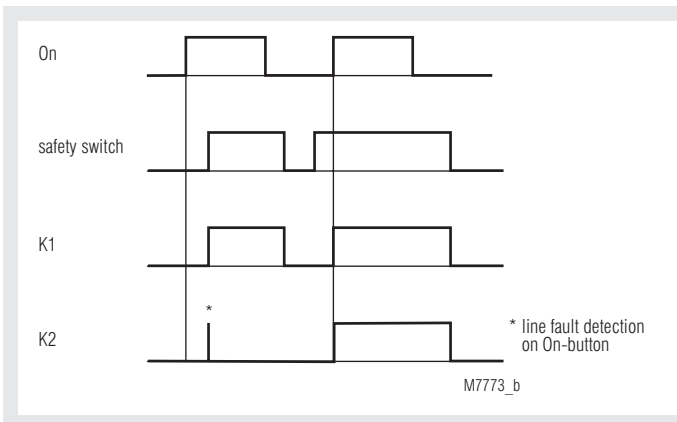 On
safety switch
K1
*
K2
* line fault detection
on On-button
M7773_b